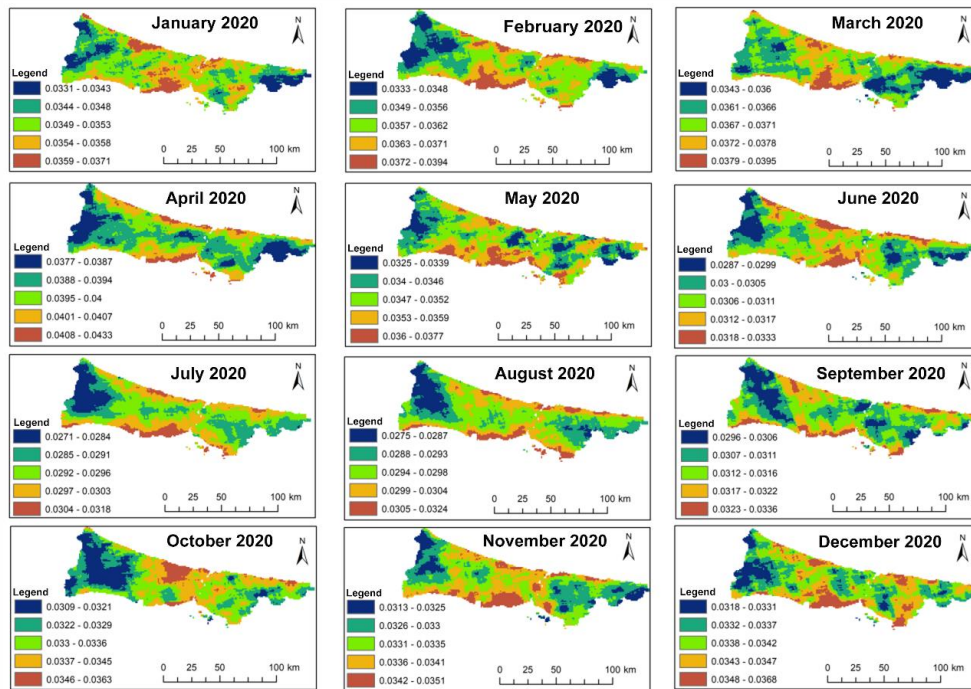 January 2020
N
Legend
0.0331 - 0.0343
0.0344 - 0.0348
0.0349 - 0.0353
0.0354 - 0.0358
0.0359 - 0.0371
0 25 50 100 km
February 2020
N
Legend
0.0333 - 0.0348
0.0349 - 0.0356
0.0357 - 0.0362
0.0363 - 0.0371
0.0372 - 0.0394
0 25 50 100 km
March 2020
N
Legend
0.0343 - 0.036
0.0361 - 0.0366
0.0367 - 0.0371
0.0372 - 0.0378
0.0379 - 0.0395
0 25 50 100 km
April 2020
N
Legend
0.0377 - 0.0387
0.0388 - 0.0394
0.0395 - 0.04
0.0401 - 0.0407
0.0408 - 0.0433
0 25 50 100 km
May 2020
N
Legend
0.0325 - 0.0339
0.034 - 0.0346
0.0347 - 0.0352
0.0353 - 0.0359
0.036 - 0.0377
0 25 50 100 km
June 2020
N
Legend
0.0287 - 0.0299
0.03 - 0.0305
0.0306 - 0.0311
0.0312 - 0.0317
0.0318 - 0.0333
0 25 50 100 km
July 2020
N
Legend
0.0271 - 0.0284
0.0285 - 0.0291
0.0292 - 0.0296
0.0297 - 0.0303
0.0304 - 0.0318
0 25 50 100 km
August 2020
N
Legend
0.0275 - 0.0287
0.0288 - 0.0293
0.0294 - 0.0298
0.0299 - 0.0304
0.0305 - 0.0324
0 25 50 100 km
September 2020
N
Legend
0.0296 - 0.0306
0.0307 - 0.0311
0.0312 - 0.0316
0.0317 - 0.0322
0.0323 - 0.0336
0 25 50 100 km
October 2020
N
Legend
0.0309 - 0.0321
0.0322 - 0.0329
0.033 - 0.0336
0.0337 - 0.0345
0.0346 - 0.0363
0 25 50 100 km
November 2020
N
Legend
0.0313 - 0.0325
0.0326 - 0.033
0.0331 - 0.0335
0.0336 - 0.0341
0.0342 - 0.0351
0 25 50 100 km
December 2020
N
Legend
0.0318 - 0.0331
0.0332 - 0.0337
0.0338 - 0.0342
0.0343 - 0.0347
0.0348 - 0.0368
0 25 50 100 km